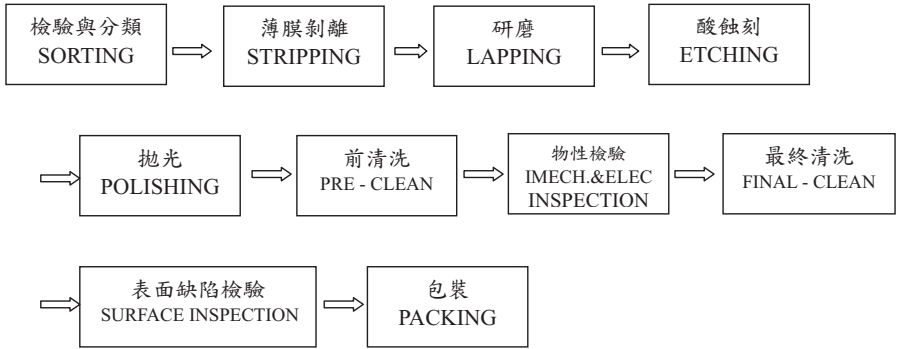 檢驗與分類
SORTING
薄膜剝離
STRIPPING
研磨
LAPPING
酸蝕刻
ETCHING
拋光
POLISHING
前清洗
PRE - CLEAN
物性檢驗
IMECH.&ELEC
INSPECTION
最終清洗
FINAL - CLEAN
表面缺陷檢驗
SURFACE INSPECTION
包裝
PACKING